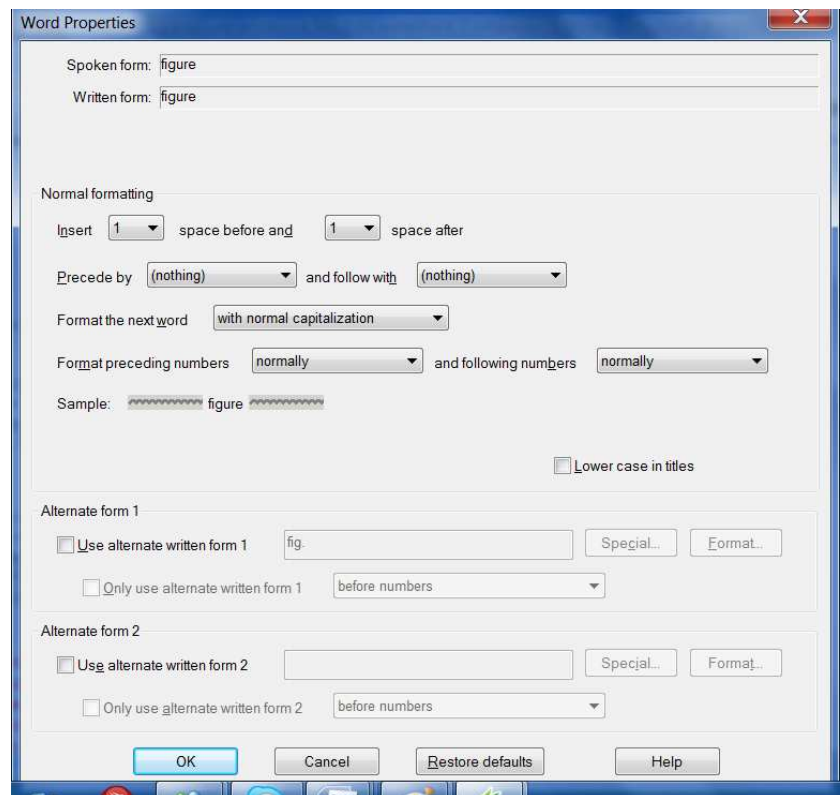 Word Properties
X
Spoken form: figure
Written form: figure
Normal formatting
Insert 1 space before and 1 space after
Precede by (nothing) and follow with (nothing)
Format the next word with normal capitalization
Format preceding numbers normally and following numbers normally
Sample: figure
Lower case in titles
Alternate form 1
Use alternate written form 1 fig. Special... Format...
Only use alternate written form 1 before numbers
Alternate form 2
Use alternate written form 2 Special... Format...
Only use alternate written form 2 before numbers
OK Cancel Restore defaults Help